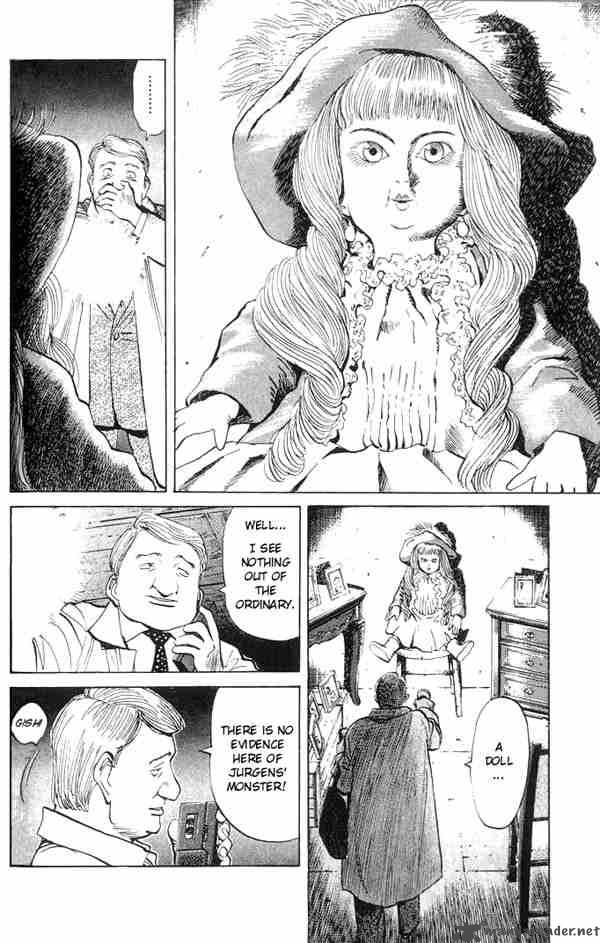 ........
A
DOLL
...
WELL...
I SEE
NOTHING
OUT OF
THE
ORDINARY.
THERE IS NO
EVIDENCE
HERE OF
JURGENS'
MONSTER!
GISH!